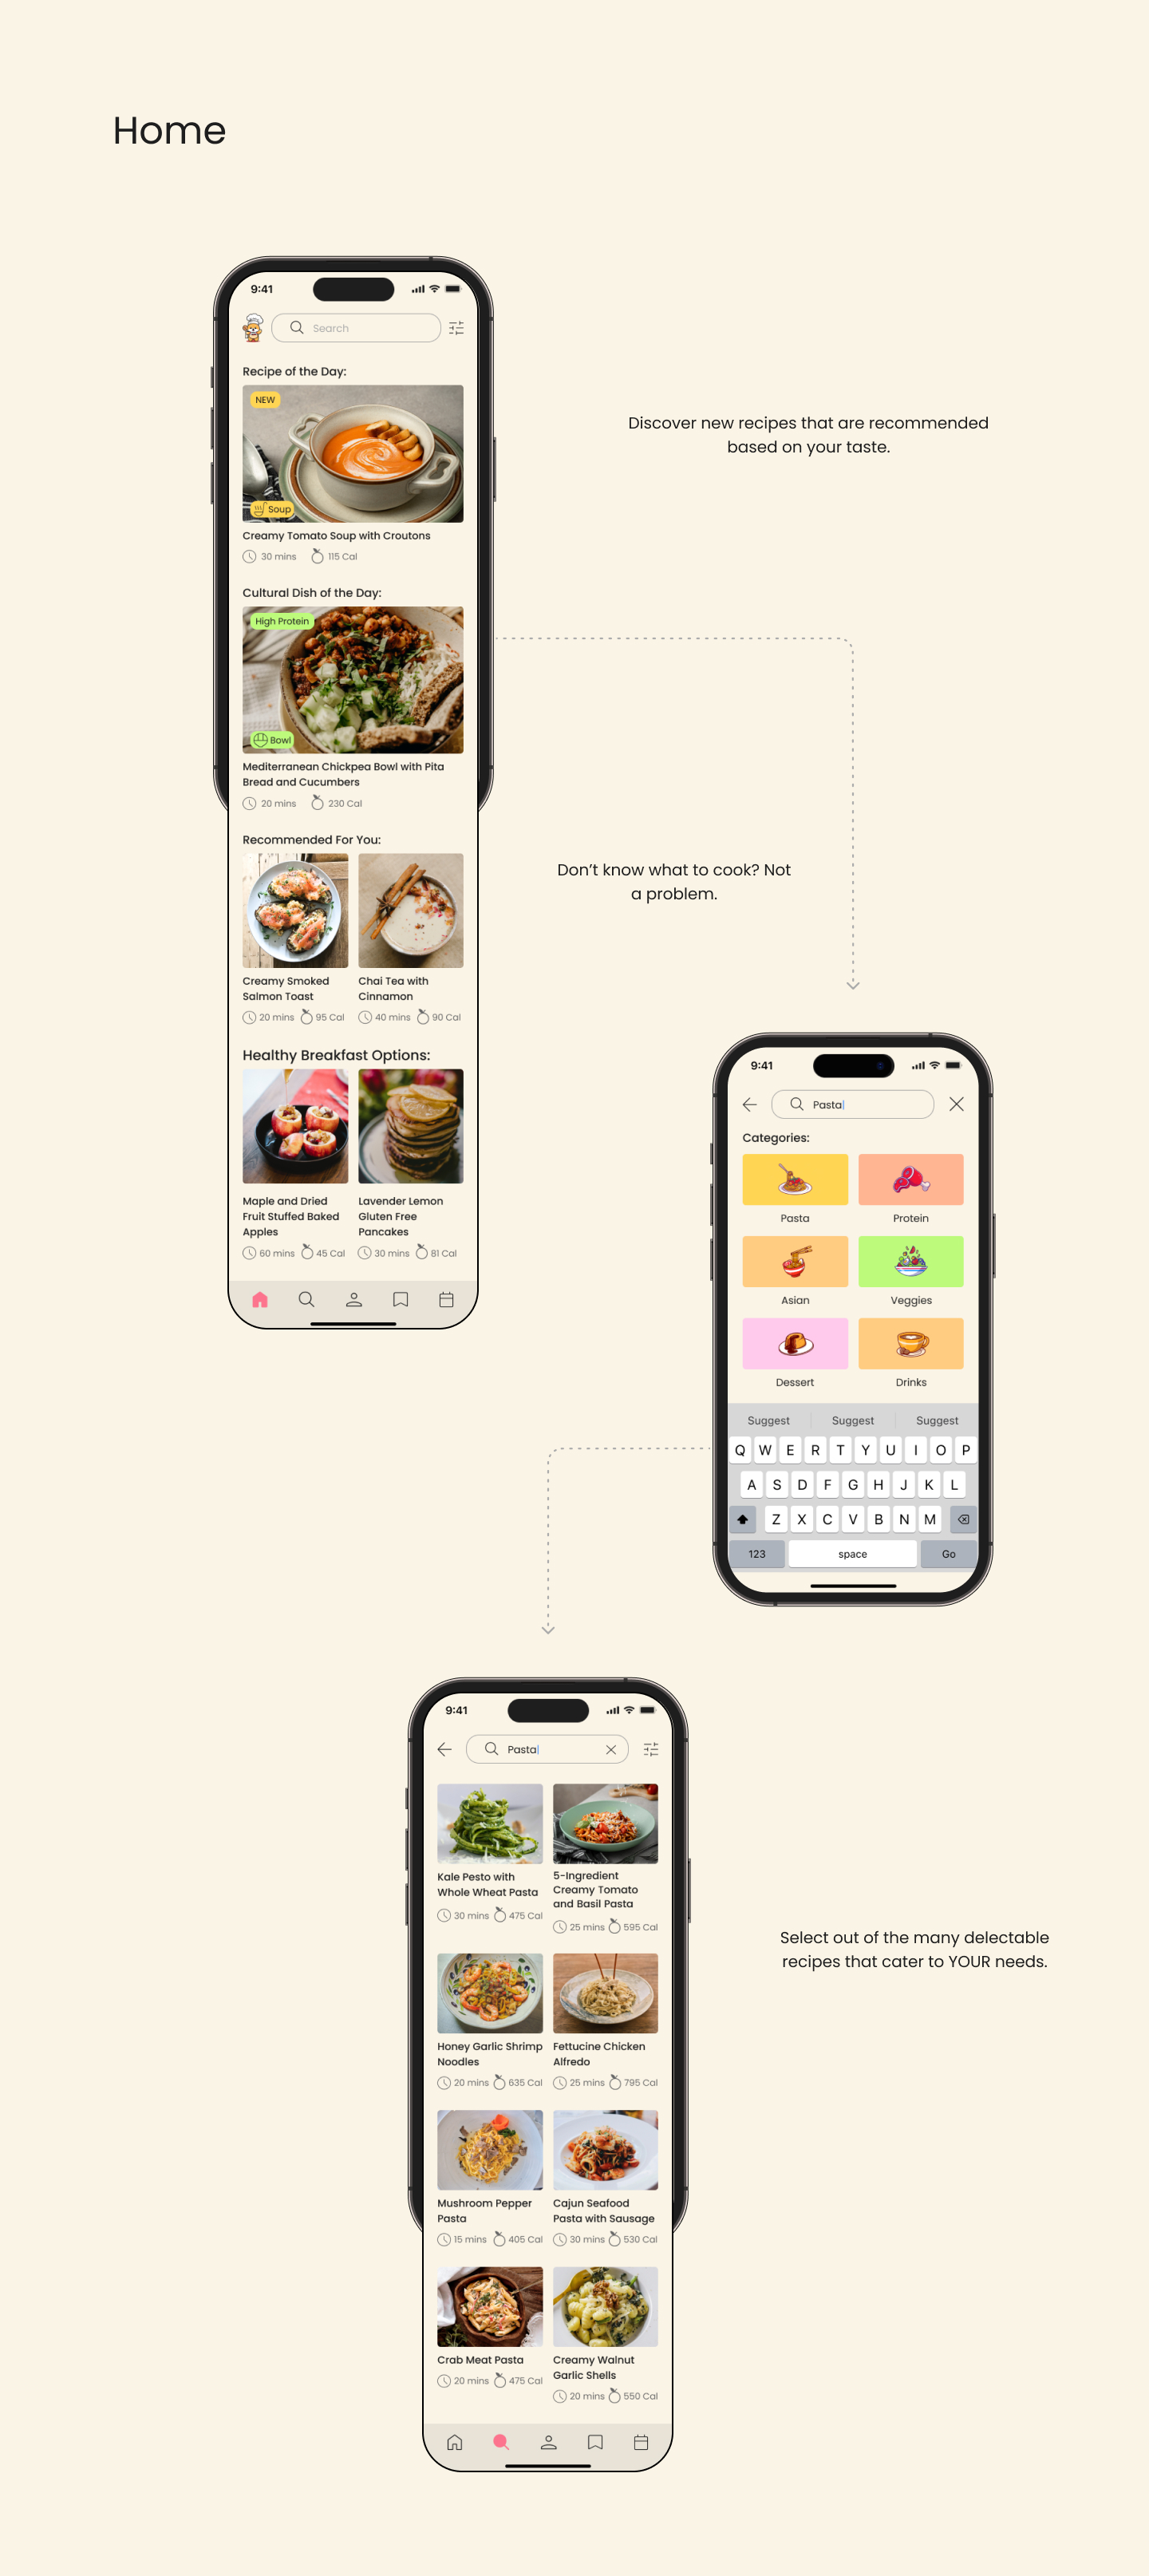 Home
9:41
Search
Recipe of the Day:
NEW
Soup
Creamy Tomato Soup with Croutons
30 mins 115 Cal
Cultural Dish of the Day:
High Protein
Bowl
Mediterranean Chickpea Bowl with Pita
Bread and Cucumbers
20 mins 230 Cal
Recommended For You:
Creamy Smoked
Salmon Toast
20 mins 95 Cal
Chai Tea with
Cinnamon
40 mins 90 Cal
Healthy Breakfast Options:
Maple and Dried
Fruit Stuffed Baked
Apples
60 mins 45 Cal
Lavender Lemon
Gluten Free
Pancakes
30 mins 81 Cal
Discover new recipes that are recommended
based on your taste.
Don't know what to cook? Not
a problem.
9:41
Pasta
Categories:
Pasta
Protein
Asian
Veggies
Dessert
Drinks
Suggest Suggest Suggest
Q W E R T Y U I O P
A S D F G H J K L
Z X C V B N M
123 space Go
9:41
Pasta
Kale Pesto with
Whole Wheat Pasta
30 mins 475 Cal
5-Ingredient
Creamy Tomato
and Basil Pasta
25 mins 595 Cal
Honey Garlic Shrimp
Noodles
20 mins 635 Cal
Fettucine Chicken
Alfredo
25 mins 795 Cal
Mushroom Pepper
Pasta
15 mins 405 Cal
Cajun Seafood
Pasta with Sausage
30 mins 530 Cal
Crab Meat Pasta
20 mins 475 Cal
Creamy Walnut
Garlic Shells
20 mins 550 Cal
Select out of the many delectable
recipes that cater to YOUR needs.